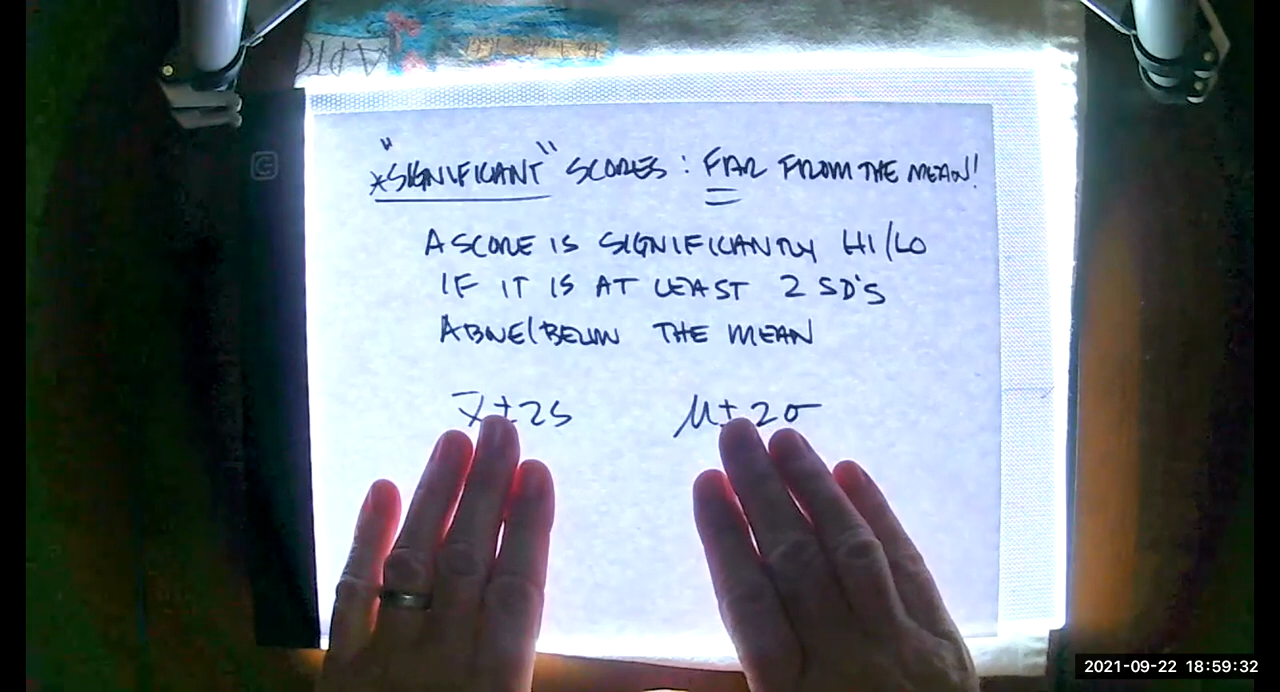 *"SIGNIFICANT" SCORES: FAR FROM THE MEAN!
A SCORE IS SIGNIFICANTLY HI/LO
IF IT IS AT LEAST 2 SD'S
ABOVE/BELOW THE MEAN
x̄ ± 2s μ ± 2σ
2021-09-22 18:59:32